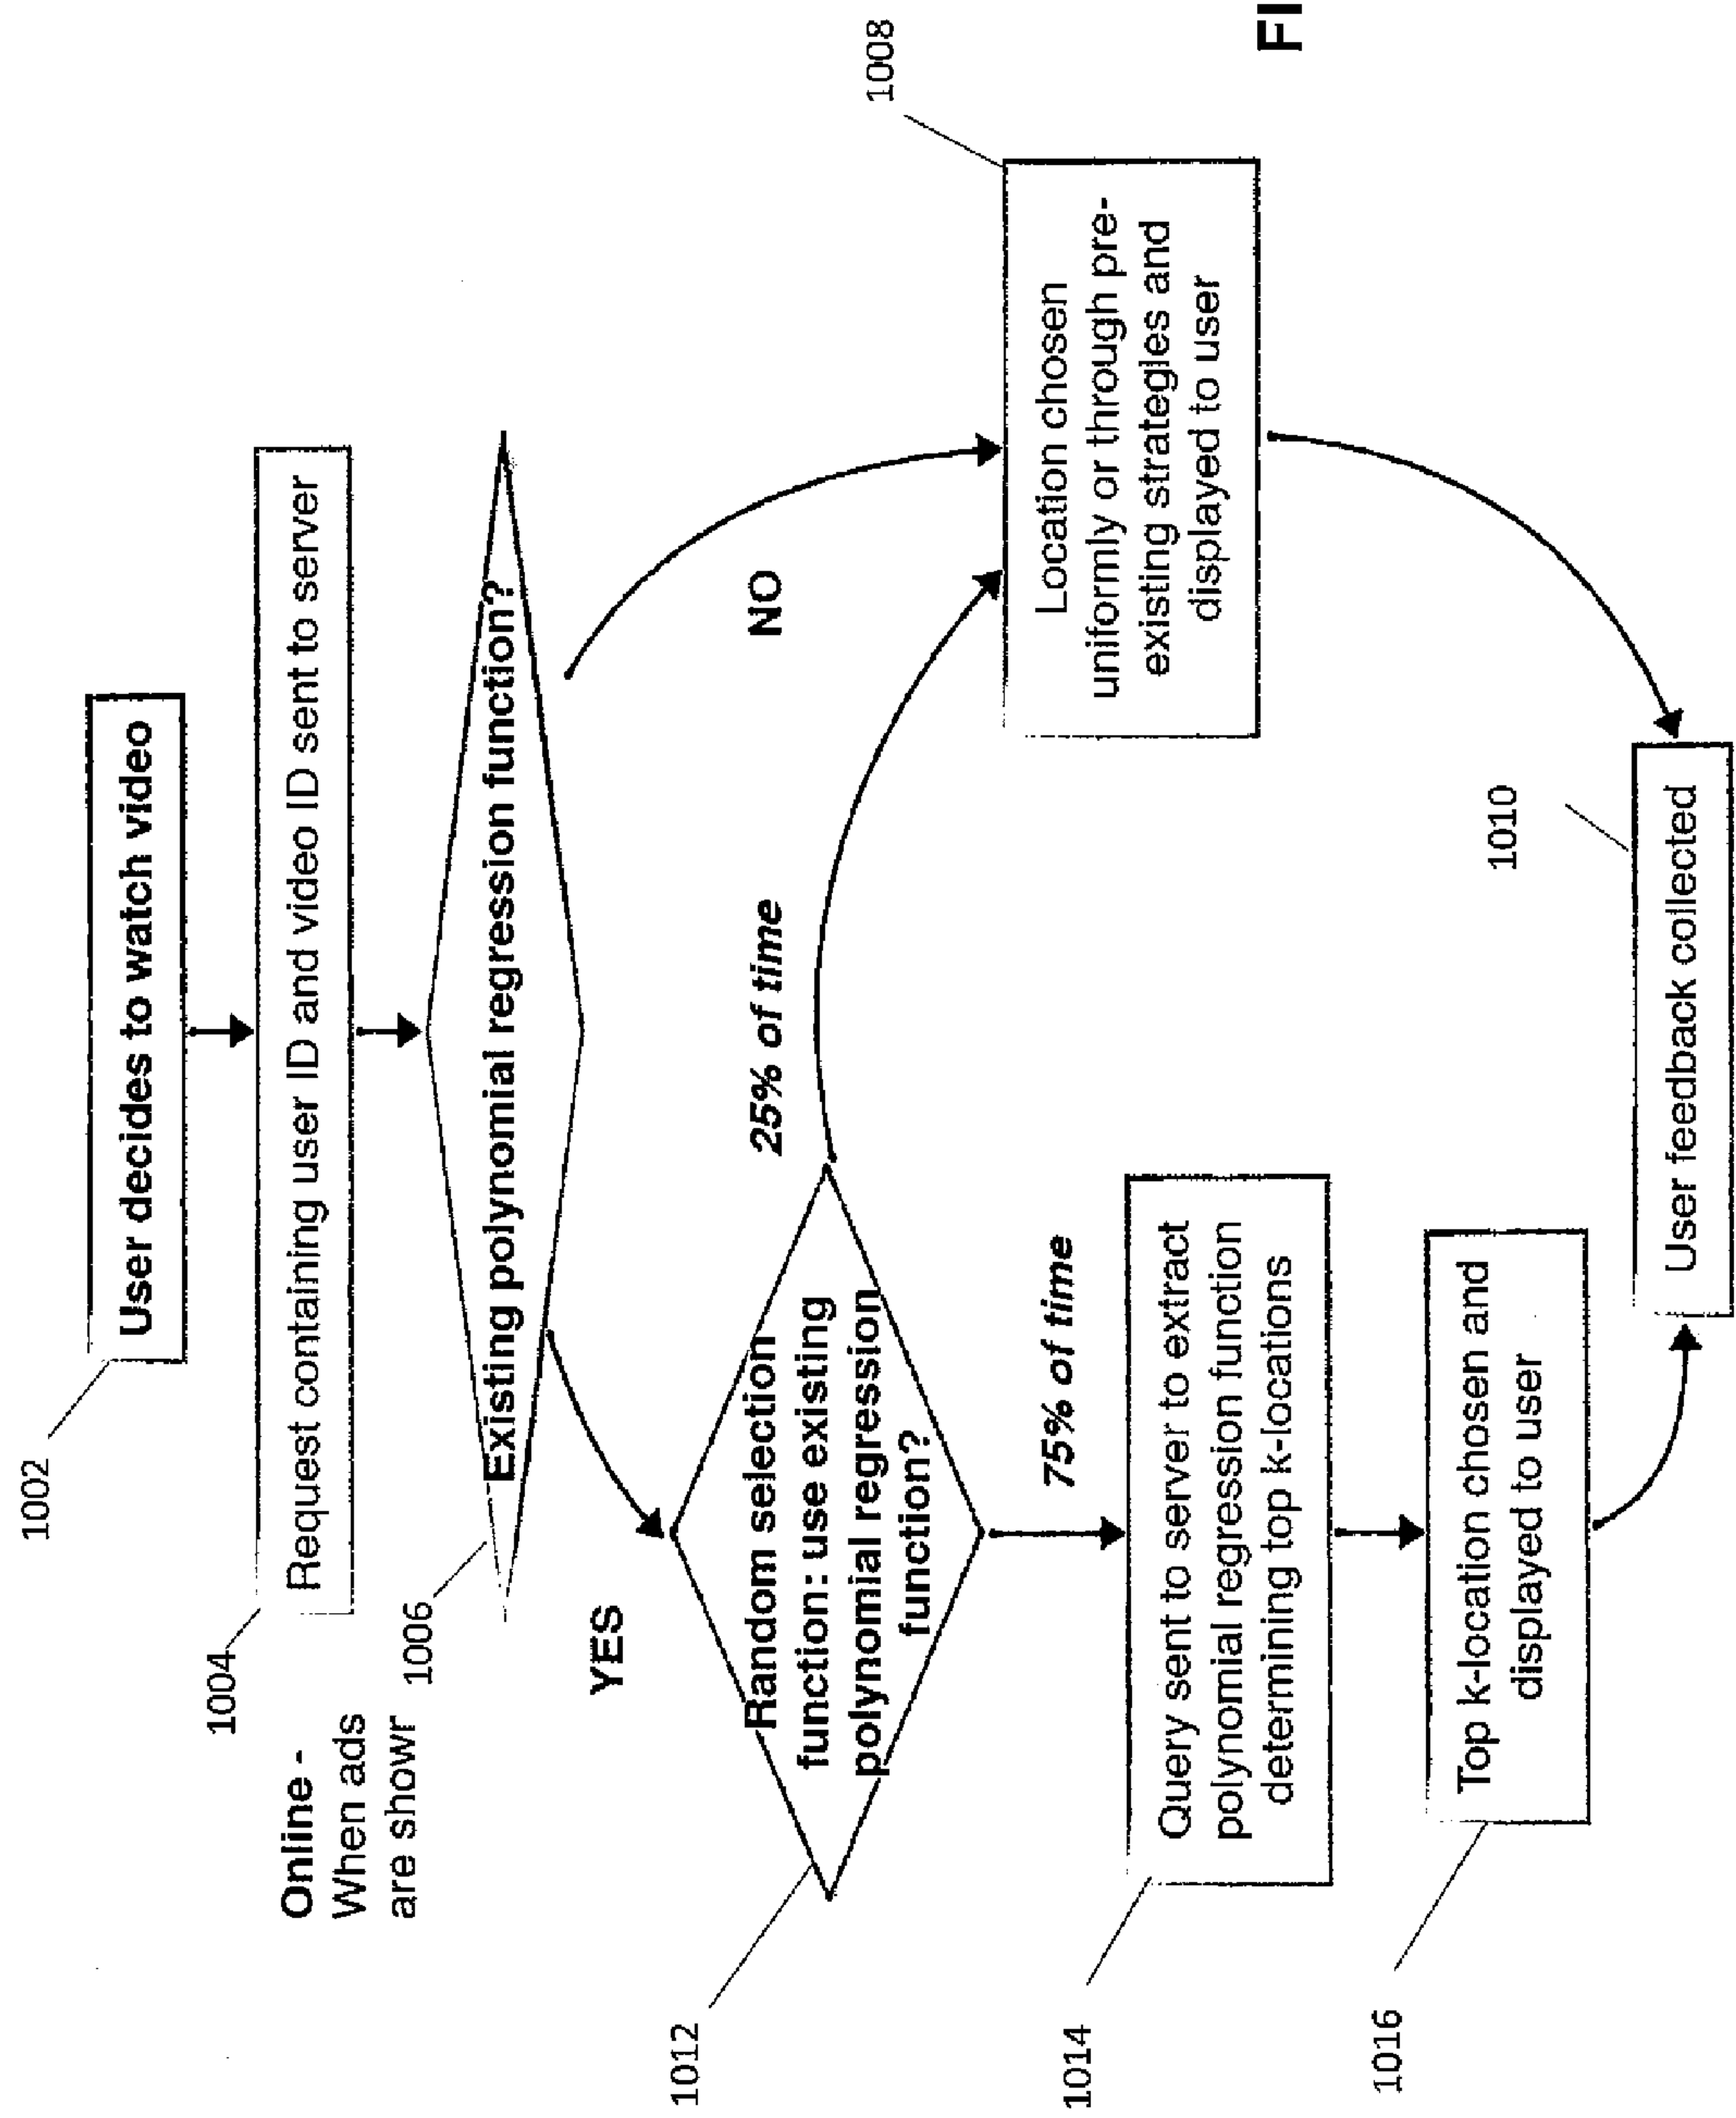 1002
User decides to watch video
1004
Request containing user ID and video ID sent to server
Online -
When ads
are showr
1006
Existing polynomial regression function?
YES
NO
1012
Random selection
function: use existing
polynomial regression
function?
25% of time
1008
Location chosen
uniformly or through pre-
existing strategies and
displayed to user
75% of time
1014
Query sent to server to extract
polynomial regression function
determining top k-locations
1016
Top k-location chosen and
displayed to user
1010
User feedback collected
FI